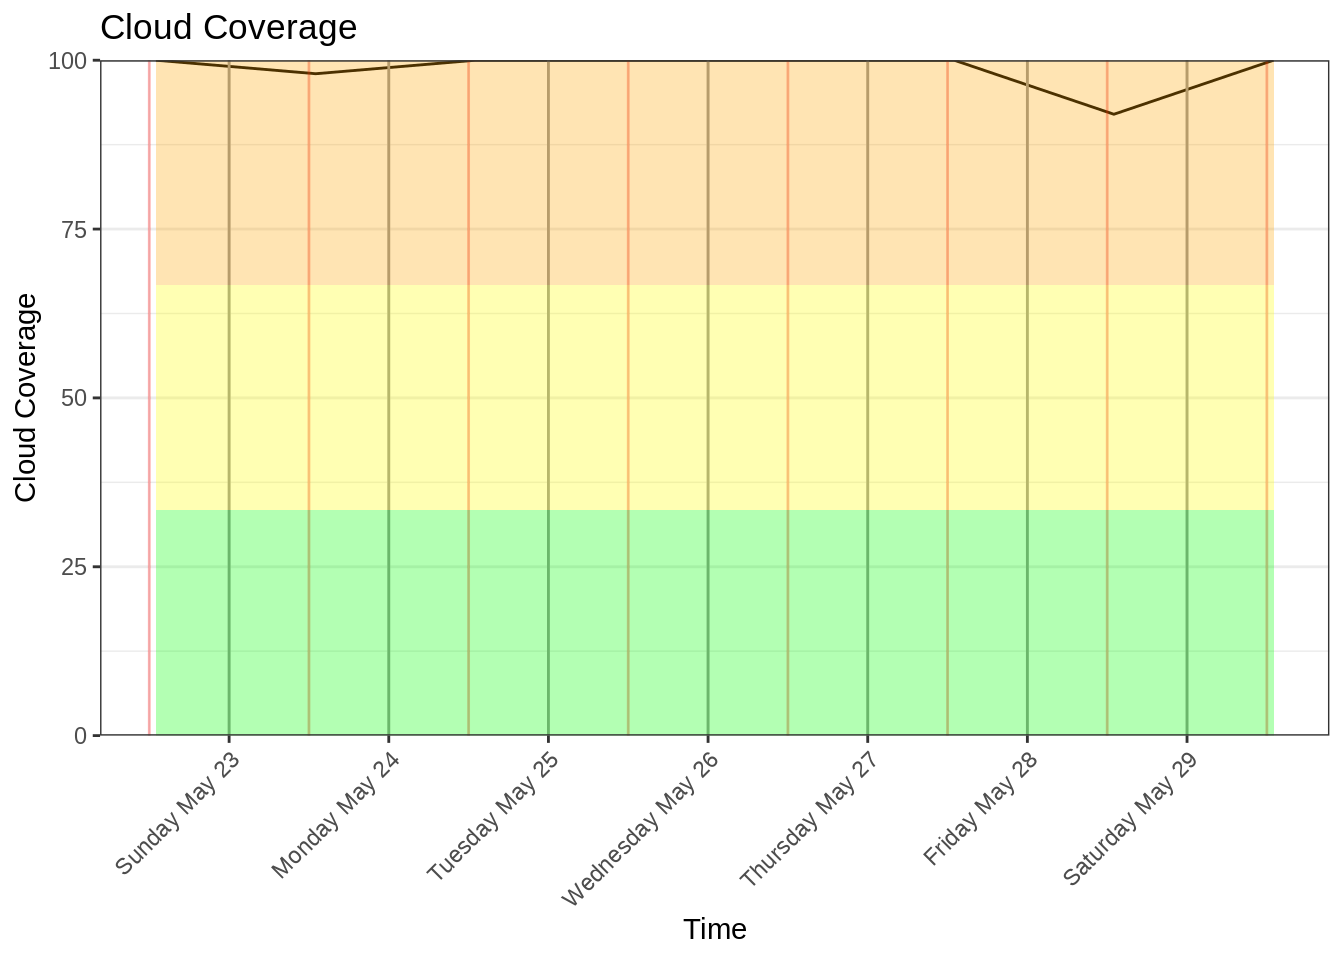 Cloud Coverage
100
75
50
25
0
Cloud Coverage
Sunday May 23
Monday May 24
Tuesday May 25
Wednesday May 26
Thursday May 27
Friday May 28
Saturday May 29
Time